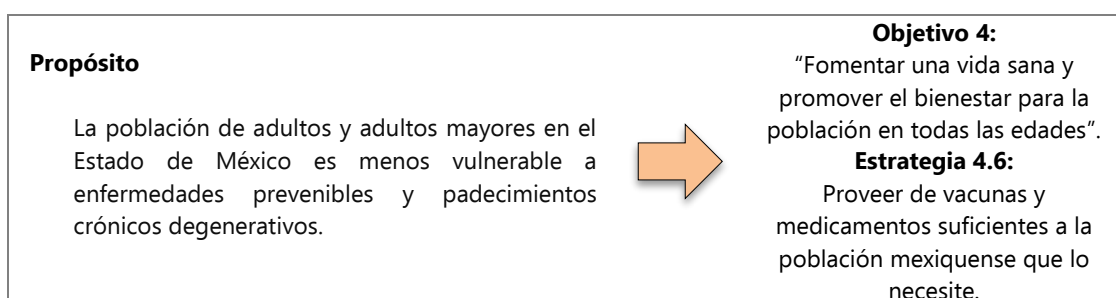 Propósito
La población de adultos y adultos mayores en el
Estado de México es menos vulnerable a
enfermedades prevenibles y padecimientos
crónicos degenerativos.
Objetivo 4:
“Fomentar una vida sana y
promover el bienestar para la
población en todas las edades”.
Estrategia 4.6:
Proveer de vacunas y
medicamentos suficientes a la
población mexiquense que lo
necesite.